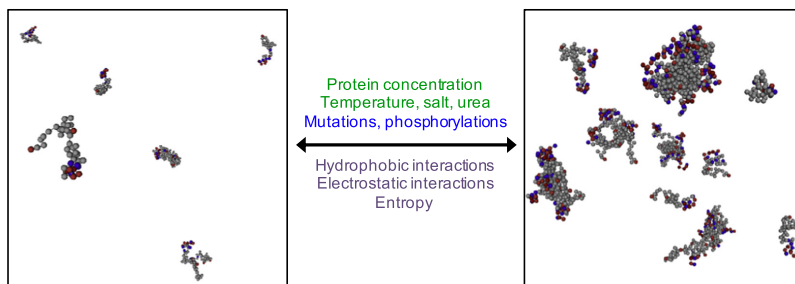 Protein concentration
Temperature, salt, urea
Mutations, phosphorylations
Hydrophobic interactions
Electrostatic interactions
Entropy